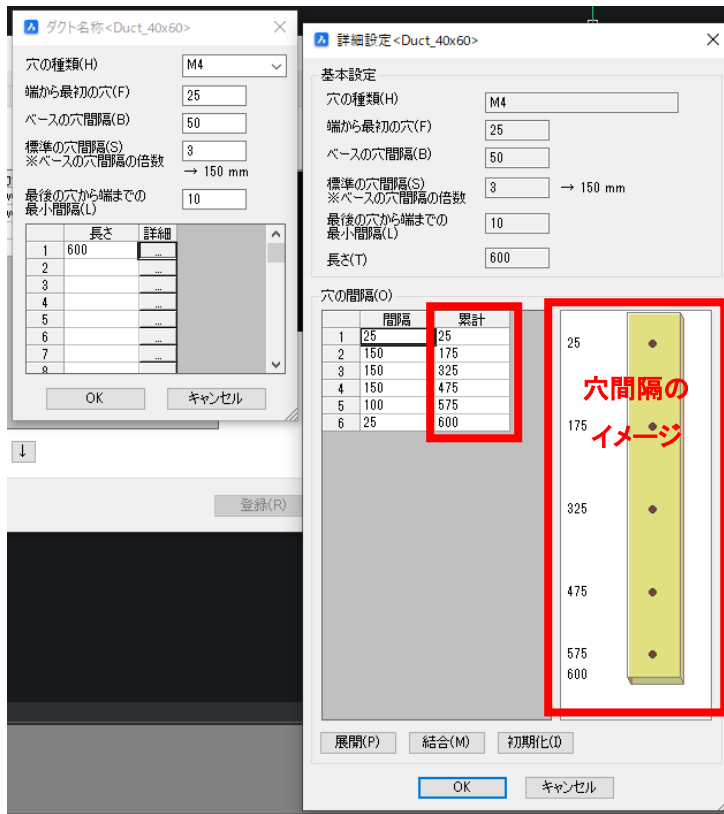 ダクト名称<Duct_40x60>
穴の種類(H)
M4
端から最初の穴(F)
25
ベースの穴間隔(B)
50
標準の穴間隔(S)
※ベースの穴間隔の倍数
3
→ 150 mm
最後の穴から端までの
最小間隔(L)
10
長さ 詳細
1 600 ...
2 ...
3 ...
4 ...
5 ...
6 ...
7 ...
8
OK キャンセル
↓
登録(R)
詳細設定<Duct_40x60>
基本設定
穴の種類(H) M4
端から最初の穴(F) 25
ベースの穴間隔(B) 50
標準の穴間隔(S)
※ベースの穴間隔の倍数
3 → 150 mm
最後の穴から端までの
最小間隔(L)
10
長さ(T) 600
穴の間隔(O)
間隔 累計
1 25 25
2 150 175
3 150 325
4 150 475
5 100 575
6 25 600
25
穴間隔の
175
イメージ
325
475
575
600
展開(P) 結合(M) 初期化(I)
OK キャンセル